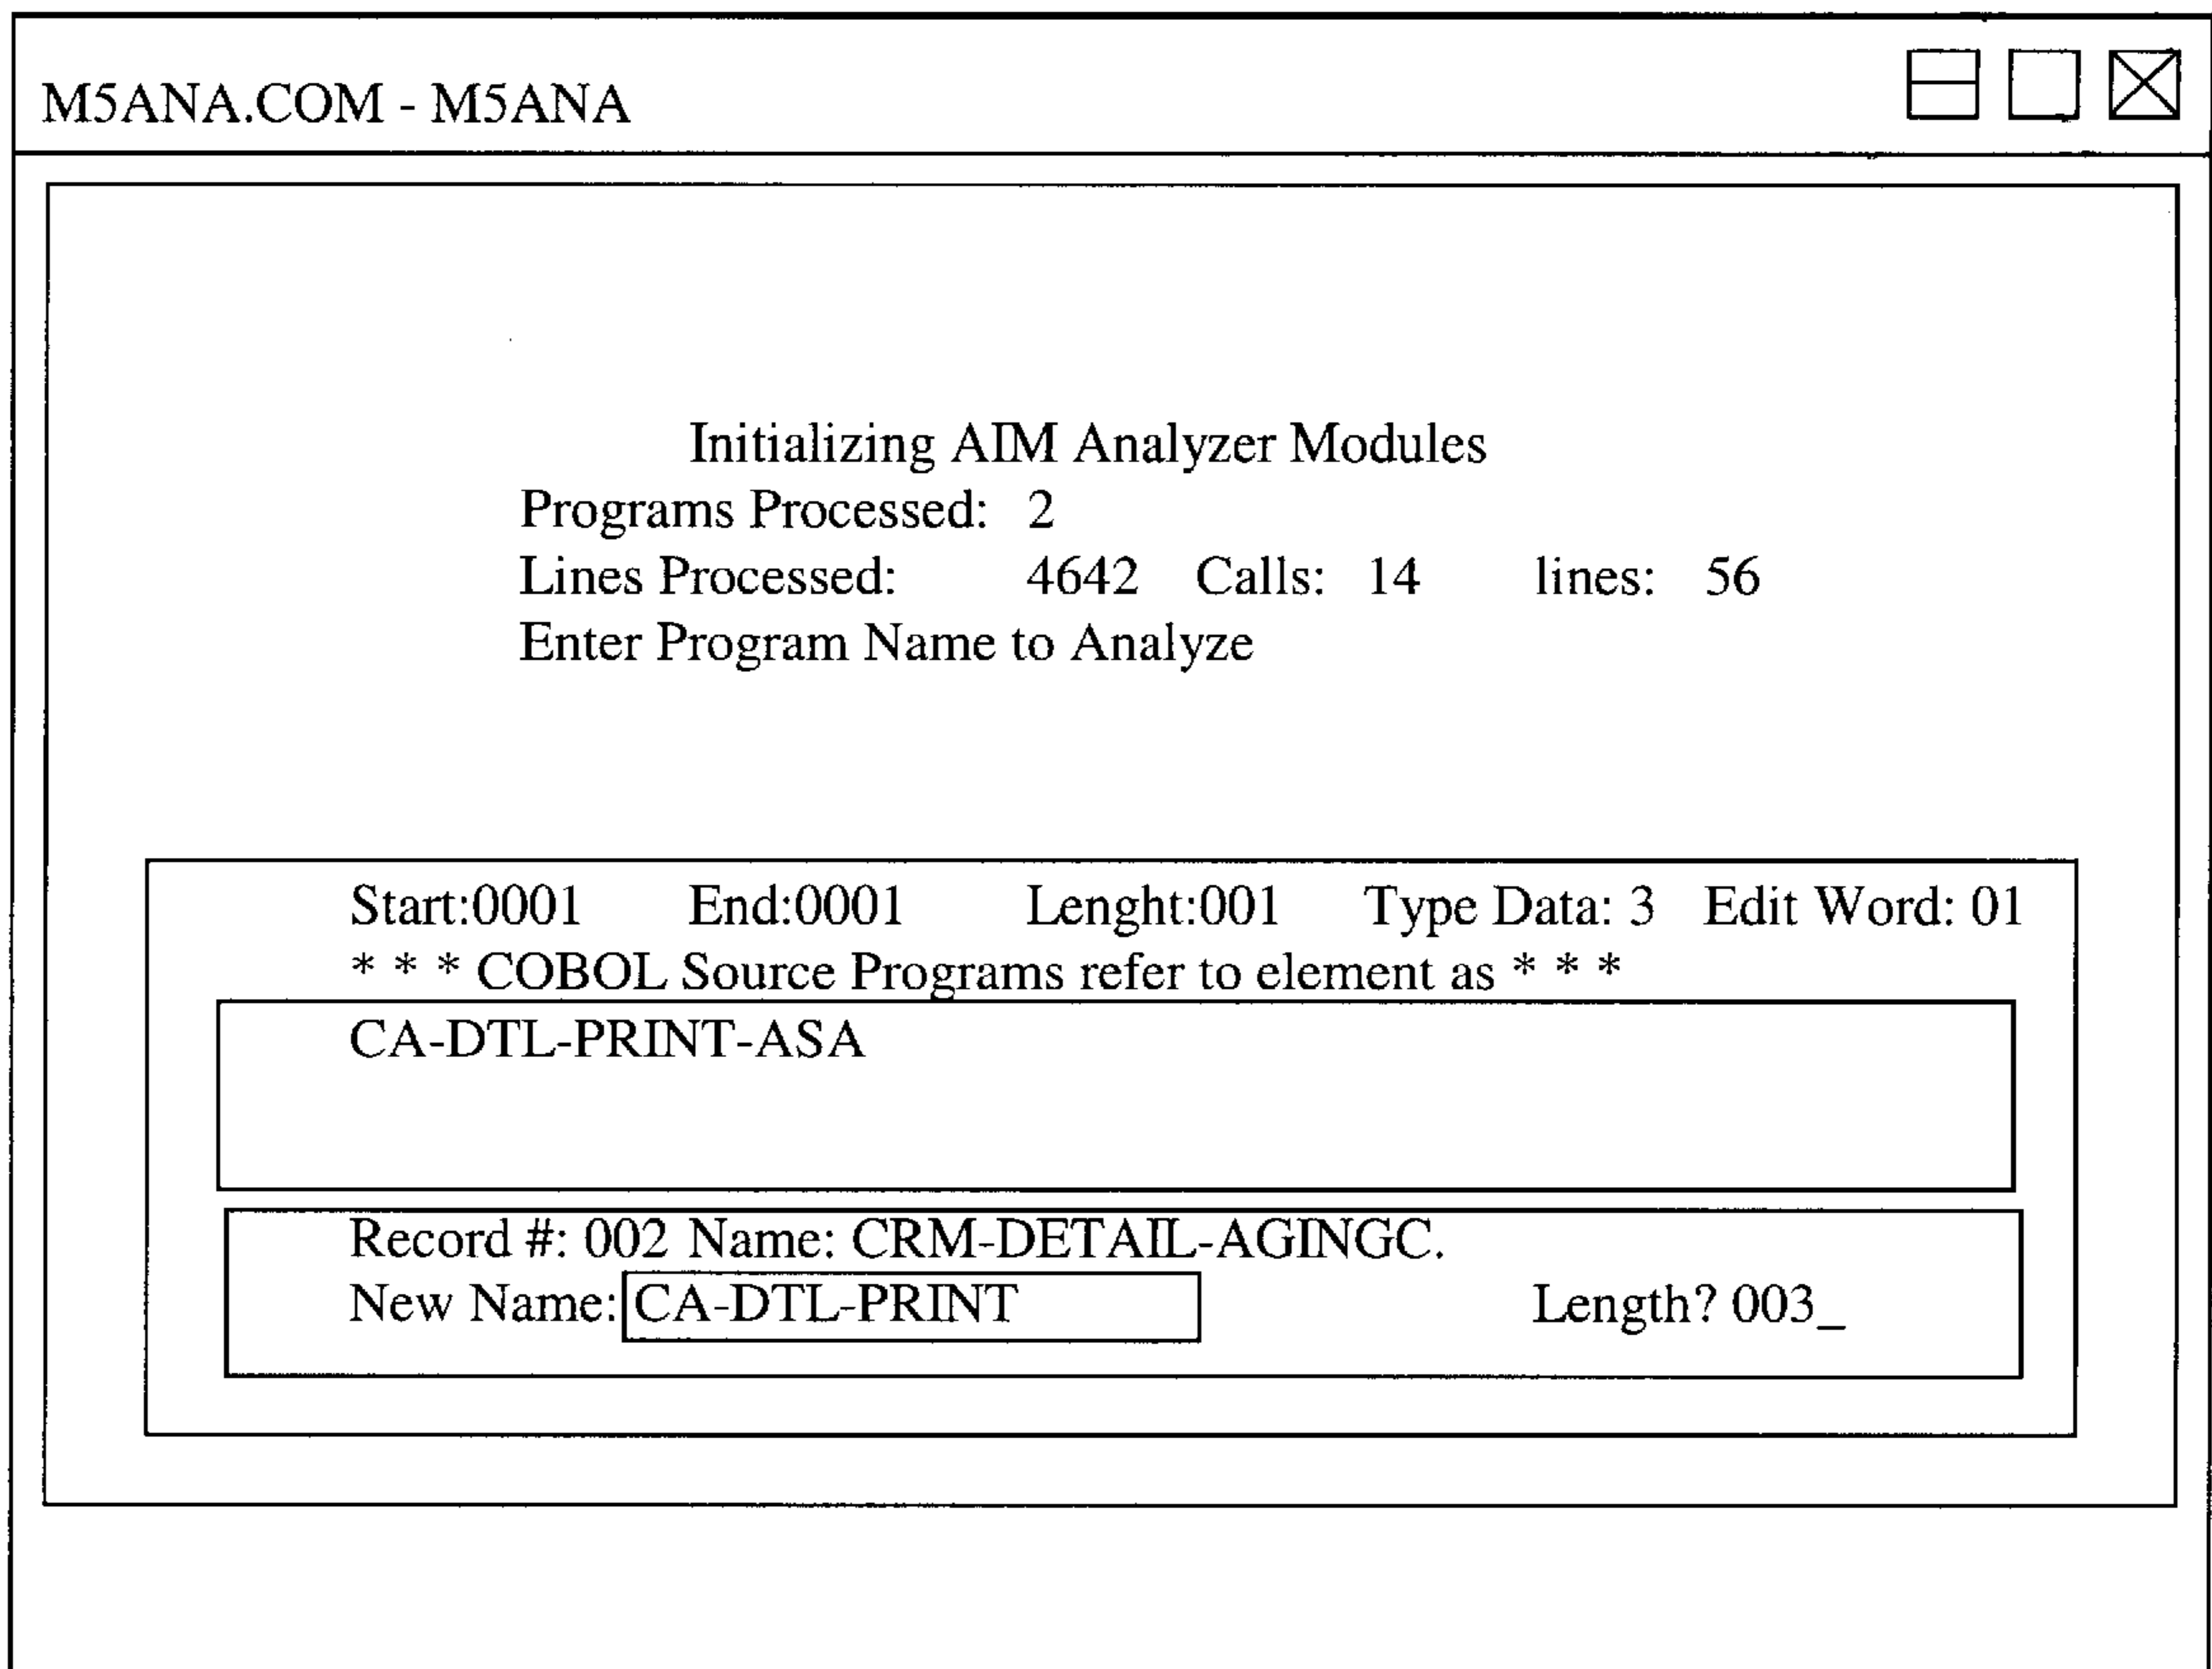 M5ANA.COM - M5ANA
Initializing AIM Analyzer Modules
Programs Processed: 2
Lines Processed: 4642 Calls: 14 lines: 56
Enter Program Name to Analyze
Start:0001 End:0001 Lenght:001 Type Data: 3 Edit Word: 01
* * * COBOL Source Programs refer to element as * * *
CA-DTL-PRINT-ASA
Record #: 002 Name: CRM-DETAIL-AGINGC.
New Name: CA-DTL-PRINT Length? 003_